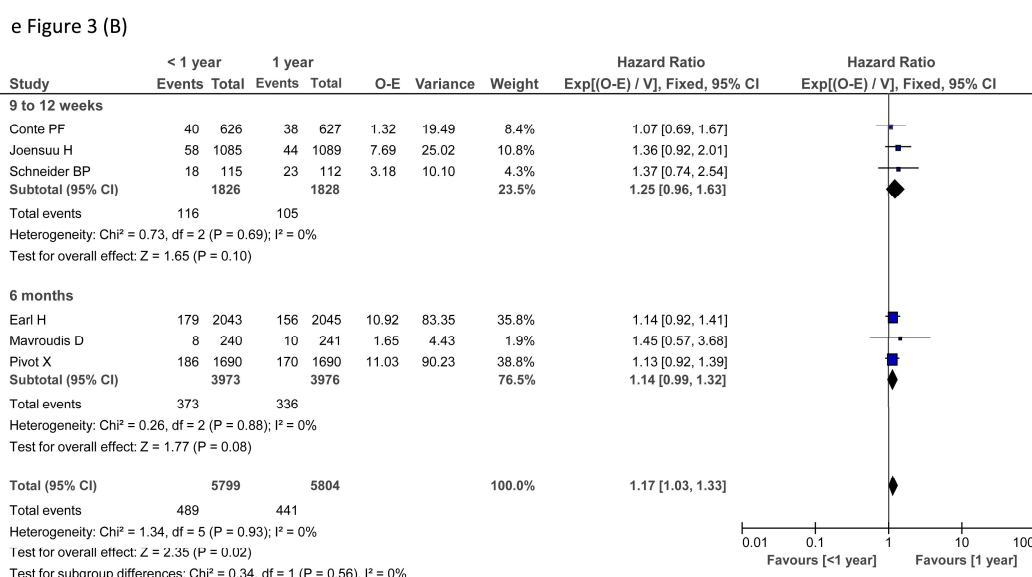 e Figure 3 (B)
< 1 year 1 year Hazard Ratio Hazard Ratio
Study Events Total Events Total O-E Variance Weight Exp[(O-E) / V], Fixed, 95% CI Exp[(O-E) / V], Fixed, 95% CI
9 to 12 weeks
Conte PF 40 626 38 627 1.32 19.49 8.4% 1.07 [0.69, 1.67]
Joensuu H 58 1085 44 1089 7.69 25.02 10.8% 1.36 [0.92, 2.01]
Schneider BP 18 115 23 112 3.18 10.10 4.3% 1.37 [0.74, 2.54]
Subtotal (95% CI) 1826 1828 23.5% 1.25 [0.96, 1.63]
Total events 116 105
Heterogeneity: Chi² = 0.73, df = 2 (P = 0.69); I² = 0%
Test for overall effect: Z = 1.65 (P = 0.10)
6 months
Earl H 179 2043 156 2045 10.92 83.35 35.8% 1.14 [0.92, 1.41]
Mavroudis D 8 240 10 241 1.65 4.43 1.9% 1.45 [0.57, 3.68]
Pivot X 186 1690 170 1690 11.03 90.23 38.8% 1.13 [0.92, 1.39]
Subtotal (95% CI) 3973 3976 76.5% 1.14 [0.99, 1.32]
Total events 373 336
Heterogeneity: Chi² = 0.26, df = 2 (P = 0.88); I² = 0%
Test for overall effect: Z = 1.77 (P = 0.08)
Total (95% CI) 5799 5804 100.0% 1.17 [1.03, 1.33]
Total events 489 441
Heterogeneity: Chi² = 1.34, df = 5 (P = 0.93); I² = 0%
Test for overall effect: Z = 2.35 (P = 0.02)
Test for subgroup differences: Chi² = 0.34, df = 1 (P = 0.56), I² = 0%
0.01 0.1 1 10 100
Favours [<1 year] Favours [1 year]